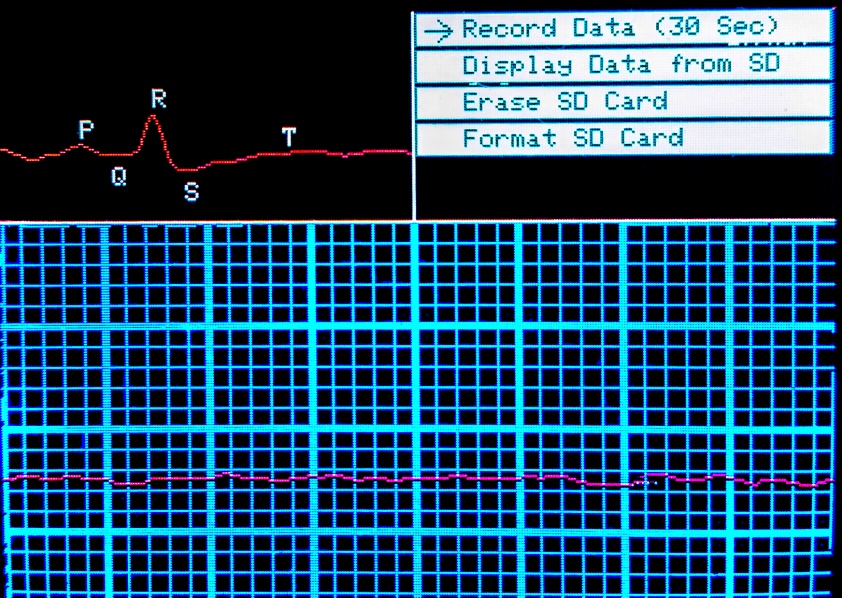 → Record Data (30 Sec)
Display Data from SD
Erase SD Card
Format SD Card
R
P
T
Q
S